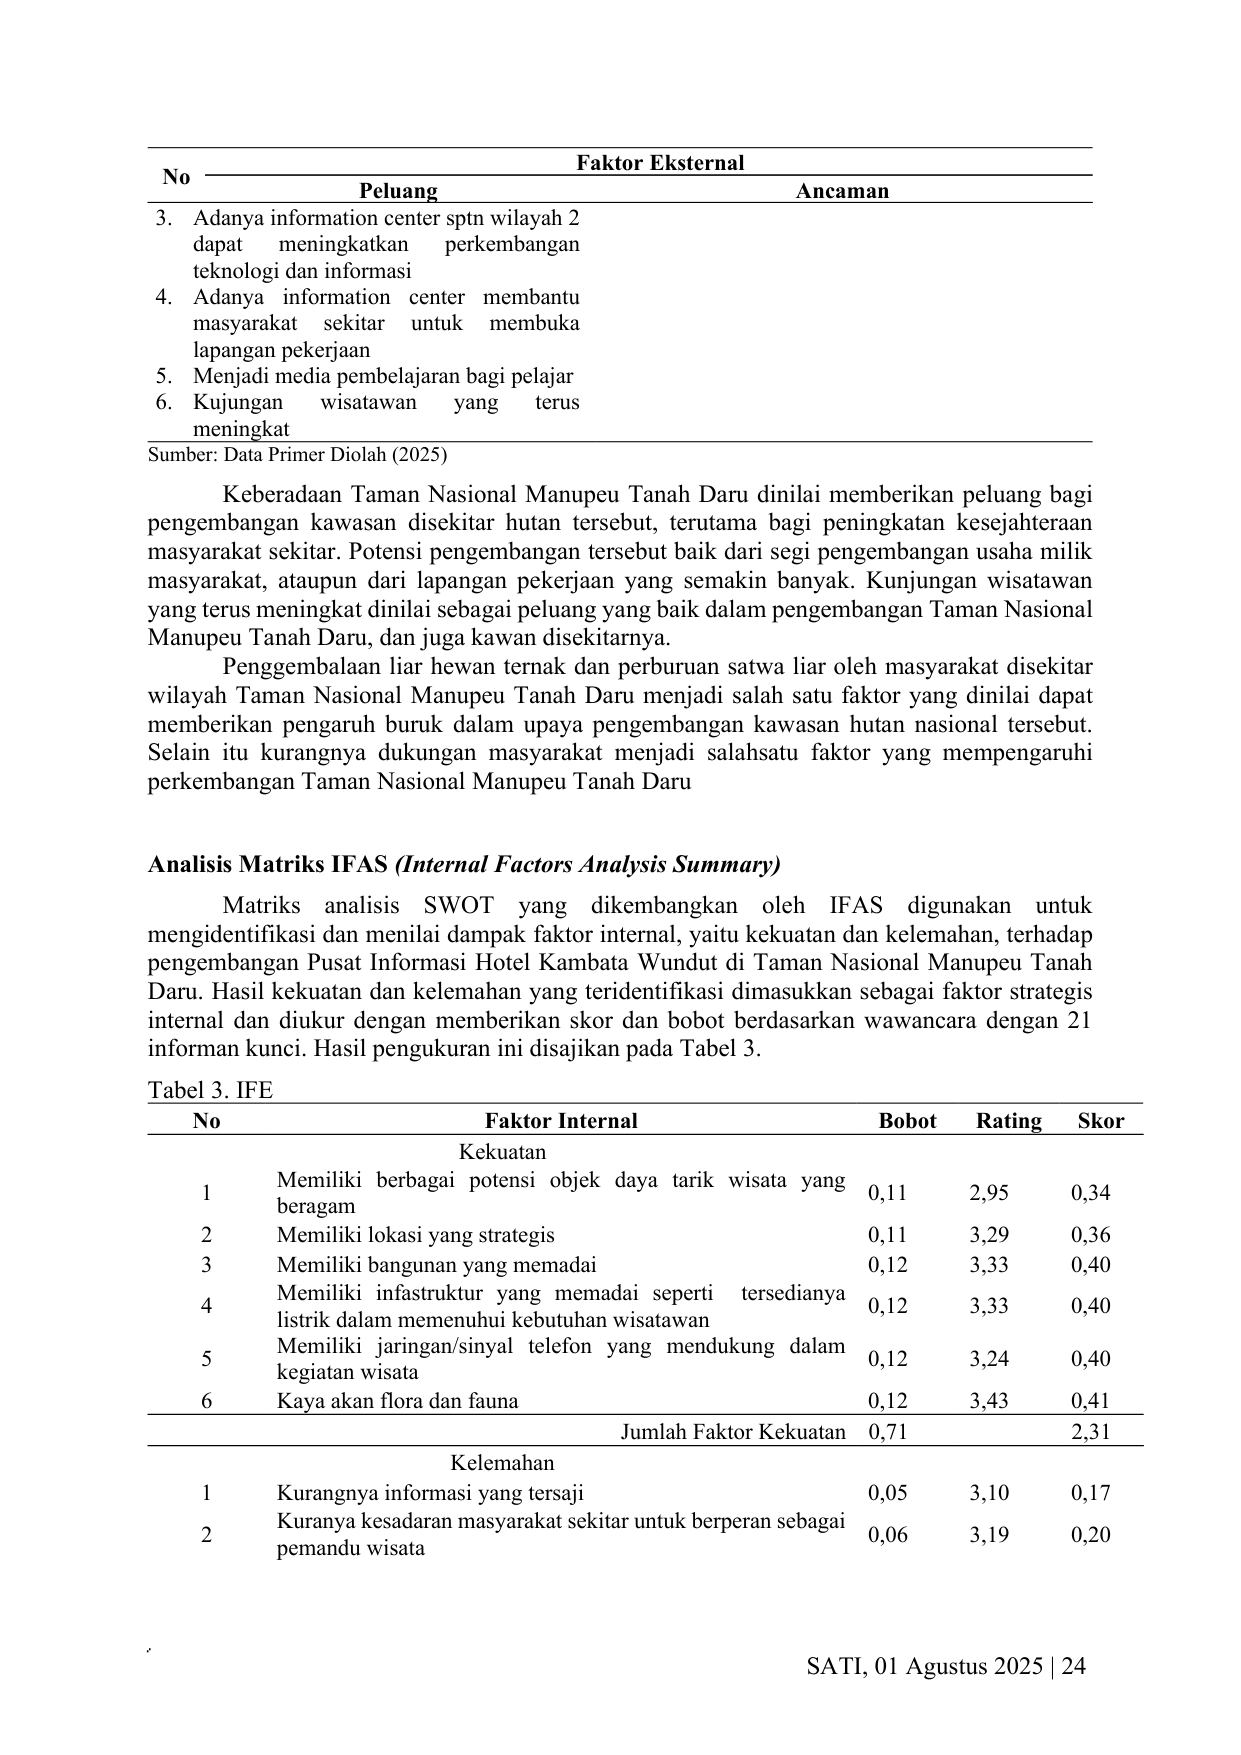 Faktor Eksternal
No
Peluang Ancaman
3. Adanya information center sptn wilayah 2
dapat meningkatkan perkembangan
teknologi dan informasi
4. Adanya information center membantu
masyarakat sekitar untuk membuka
lapangan pekerjaan
5. Menjadi media pembelajaran bagi pelajar
6. Kujungan wisatawan yang terus
meningkat
Sumber: Data Primer Diolah (2025)
Keberadaan Taman Nasional Manupeu Tanah Daru dinilai memberikan peluang bagi
pengembangan kawasan disekitar hutan tersebut, terutama bagi peningkatan kesejahteraan
masyarakat sekitar. Potensi pengembangan tersebut baik dari segi pengembangan usaha milik
masyarakat, ataupun dari lapangan pekerjaan yang semakin banyak. Kunjungan wisatawan
yang terus meningkat dinilai sebagai peluang yang baik dalam pengembangan Taman Nasional
Manupeu Tanah Daru, dan juga kawan disekitarnya.
Penggembalaan liar hewan ternak dan perburuan satwa liar oleh masyarakat disekitar
wilayah Taman Nasional Manupeu Tanah Daru menjadi salah satu faktor yang dinilai dapat
memberikan pengaruh buruk dalam upaya pengembangan kawasan hutan nasional tersebut.
Selain itu kurangnya dukungan masyarakat menjadi salahsatu faktor yang mempengaruhi
perkembangan Taman Nasional Manupeu Tanah Daru
Analisis Matriks IFAS (Internal Factors Analysis Summary)
Matriks analisis SWOT yang dikembangkan oleh IFAS digunakan untuk
mengidentifikasi dan menilai dampak faktor internal, yaitu kekuatan dan kelemahan, terhadap
pengembangan Pusat Informasi Hotel Kambata Wundut di Taman Nasional Manupeu Tanah
Daru. Hasil kekuatan dan kelemahan yang teridentifikasi dimasukkan sebagai faktor strategis
internal dan diukur dengan memberikan skor dan bobot berdasarkan wawancara dengan 21
informan kunci. Hasil pengukuran ini disajikan pada Tabel 3.
Tabel 3. IFE
No Faktor Internal Bobot Rating Skor
Kekuatan
1 Memiliki berbagai potensi objek daya tarik wisata yang
beragam 0,11 2,95 0,34
2 Memiliki lokasi yang strategis 0,11 3,29 0,36
3 Memiliki bangunan yang memadai 0,12 3,33 0,40
4 Memiliki infastruktur yang memadai seperti tersedianya
listrik dalam memenuhui kebutuhan wisatawan 0,12 3,33 0,40
5 Memiliki jaringan/sinyal telefon yang mendukung dalam
kegiatan wisata 0,12 3,24 0,40
6 Kaya akan flora dan fauna 0,12 3,43 0,41
Jumlah Faktor Kekuatan 0,71 2,31
Kelemahan
1 Kurangnya informasi yang tersaji 0,05 3,10 0,17
2 Kuranya kesadaran masyarakat sekitar untuk berperan sebagai
pemandu wisata 0,06 3,19 0,20
SATI, 01 Agustus 2025 | 24